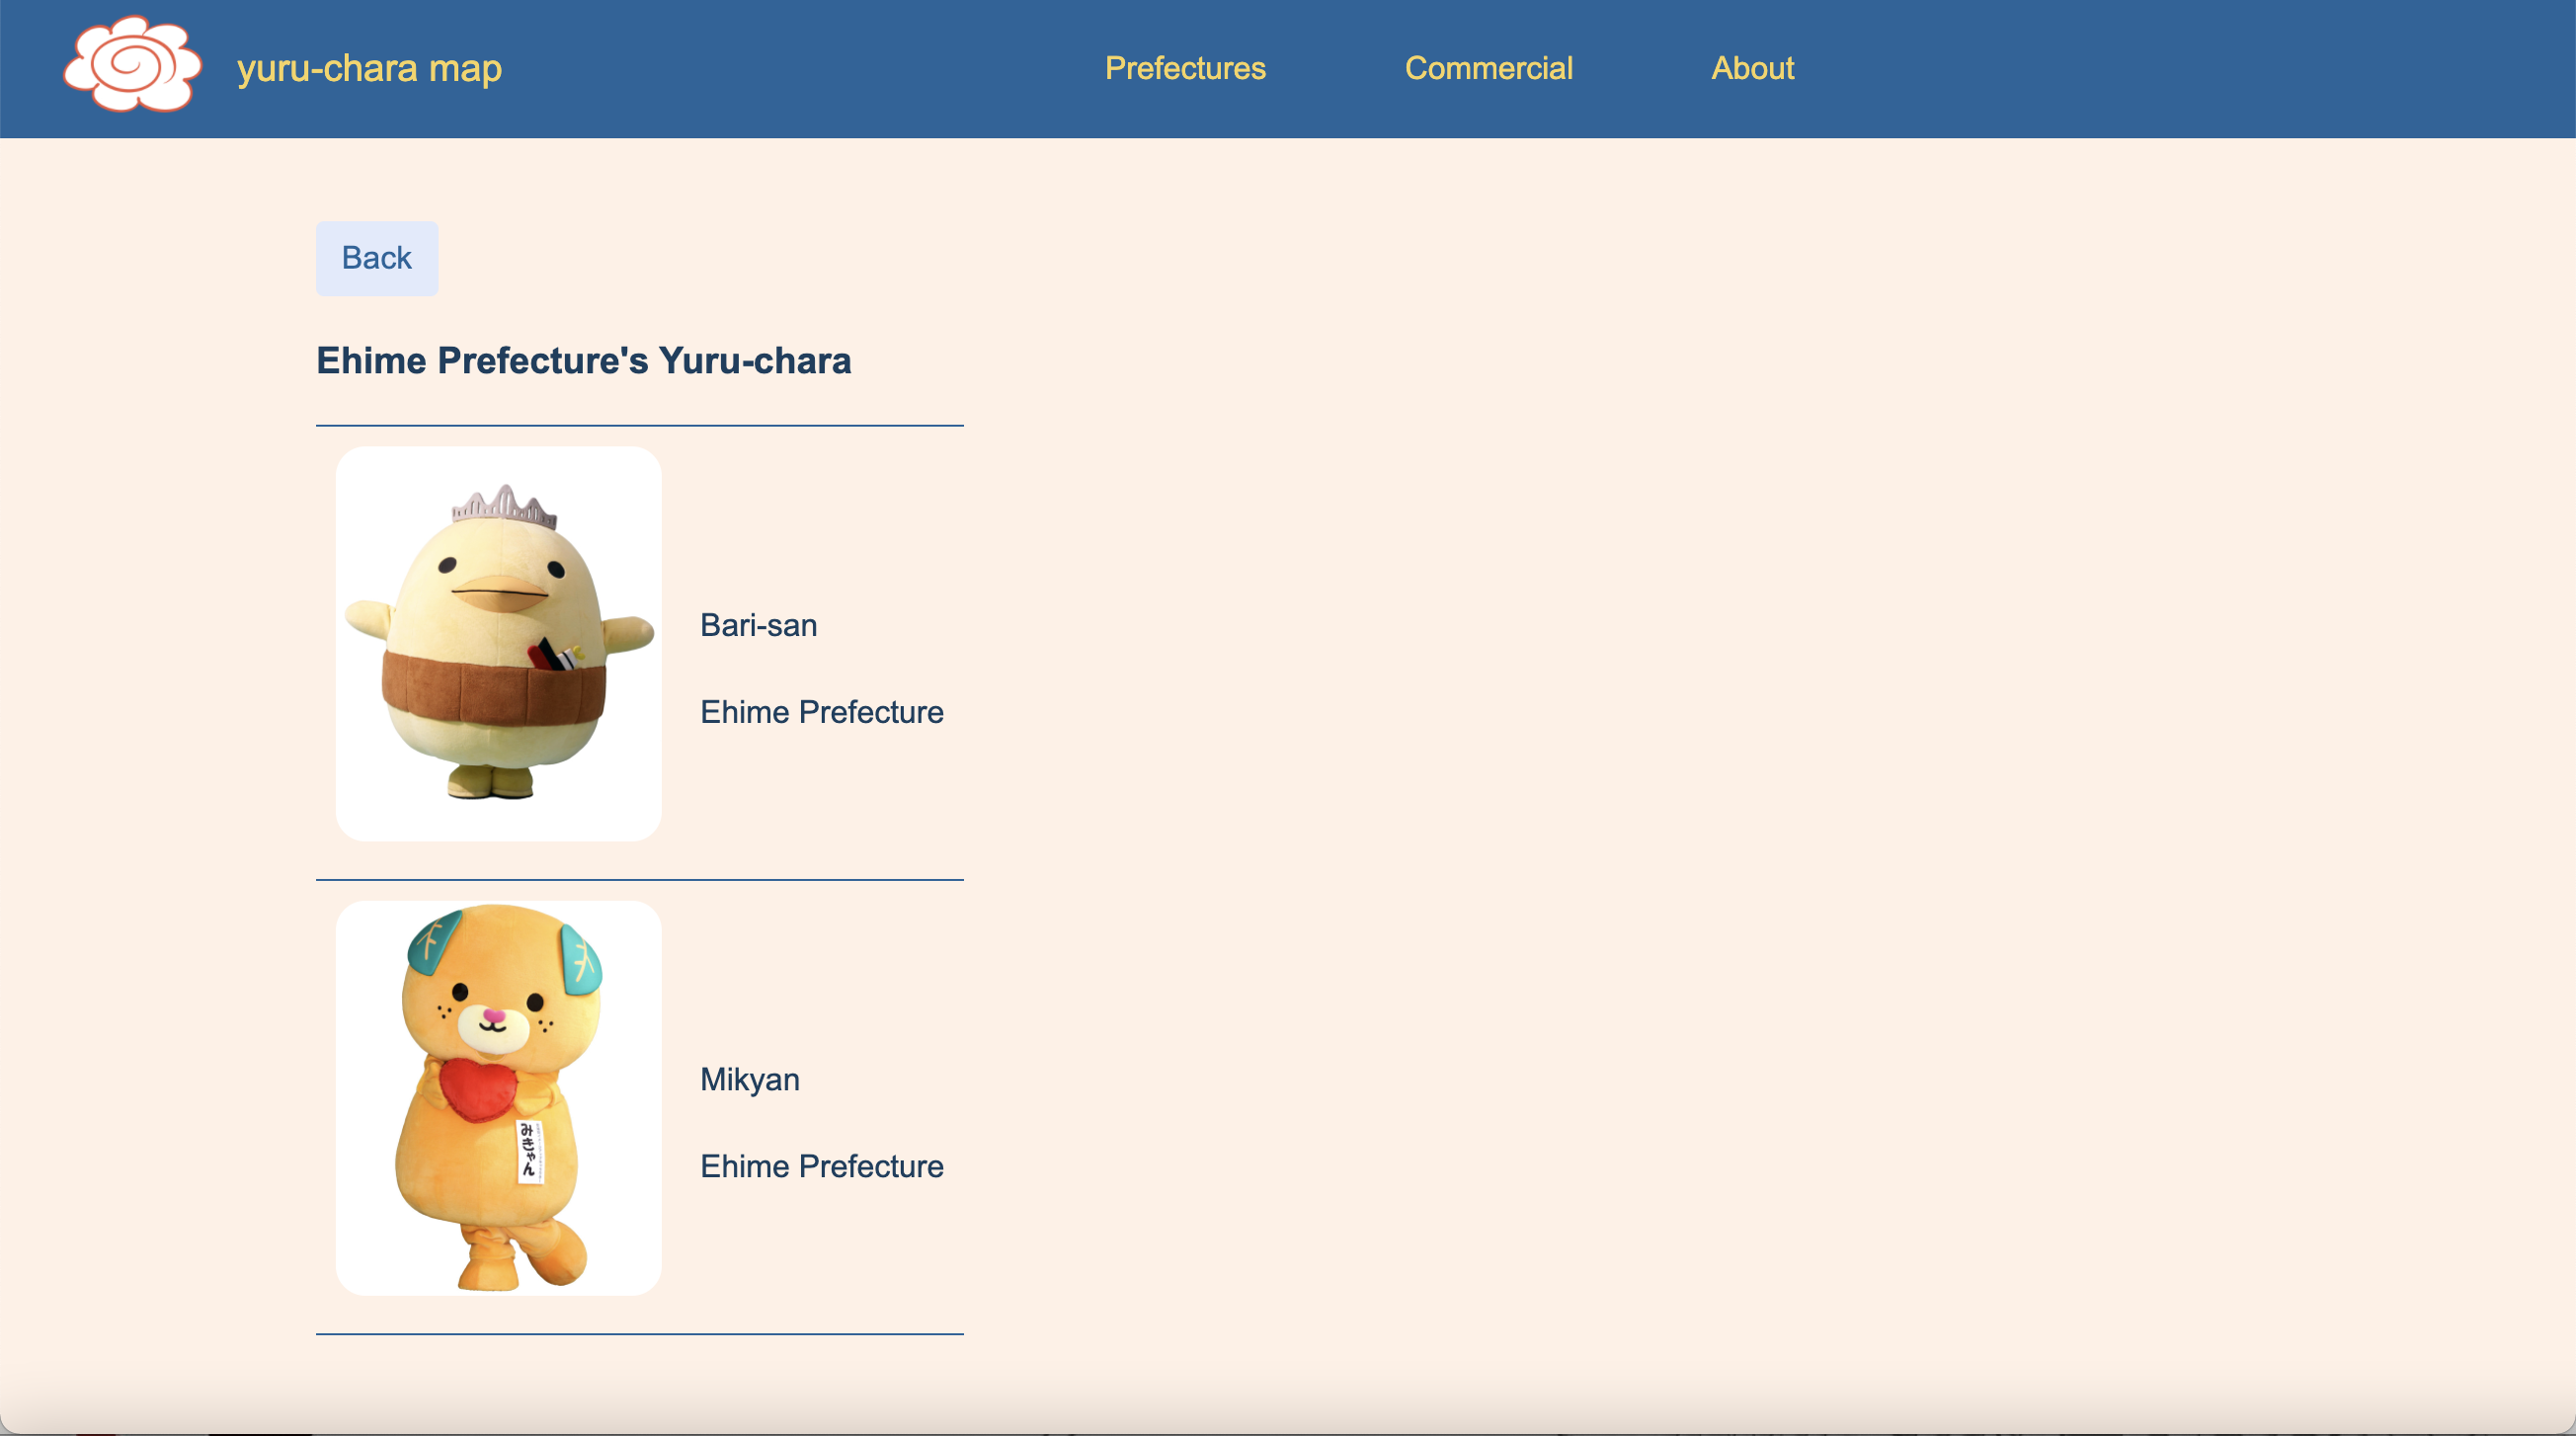 yuru-chara map
Prefectures
Commercial
About
Back
Ehime Prefecture's Yuru-chara
Bari-san
Ehime Prefecture
みきゃん
Mikyan
Ehime Prefecture